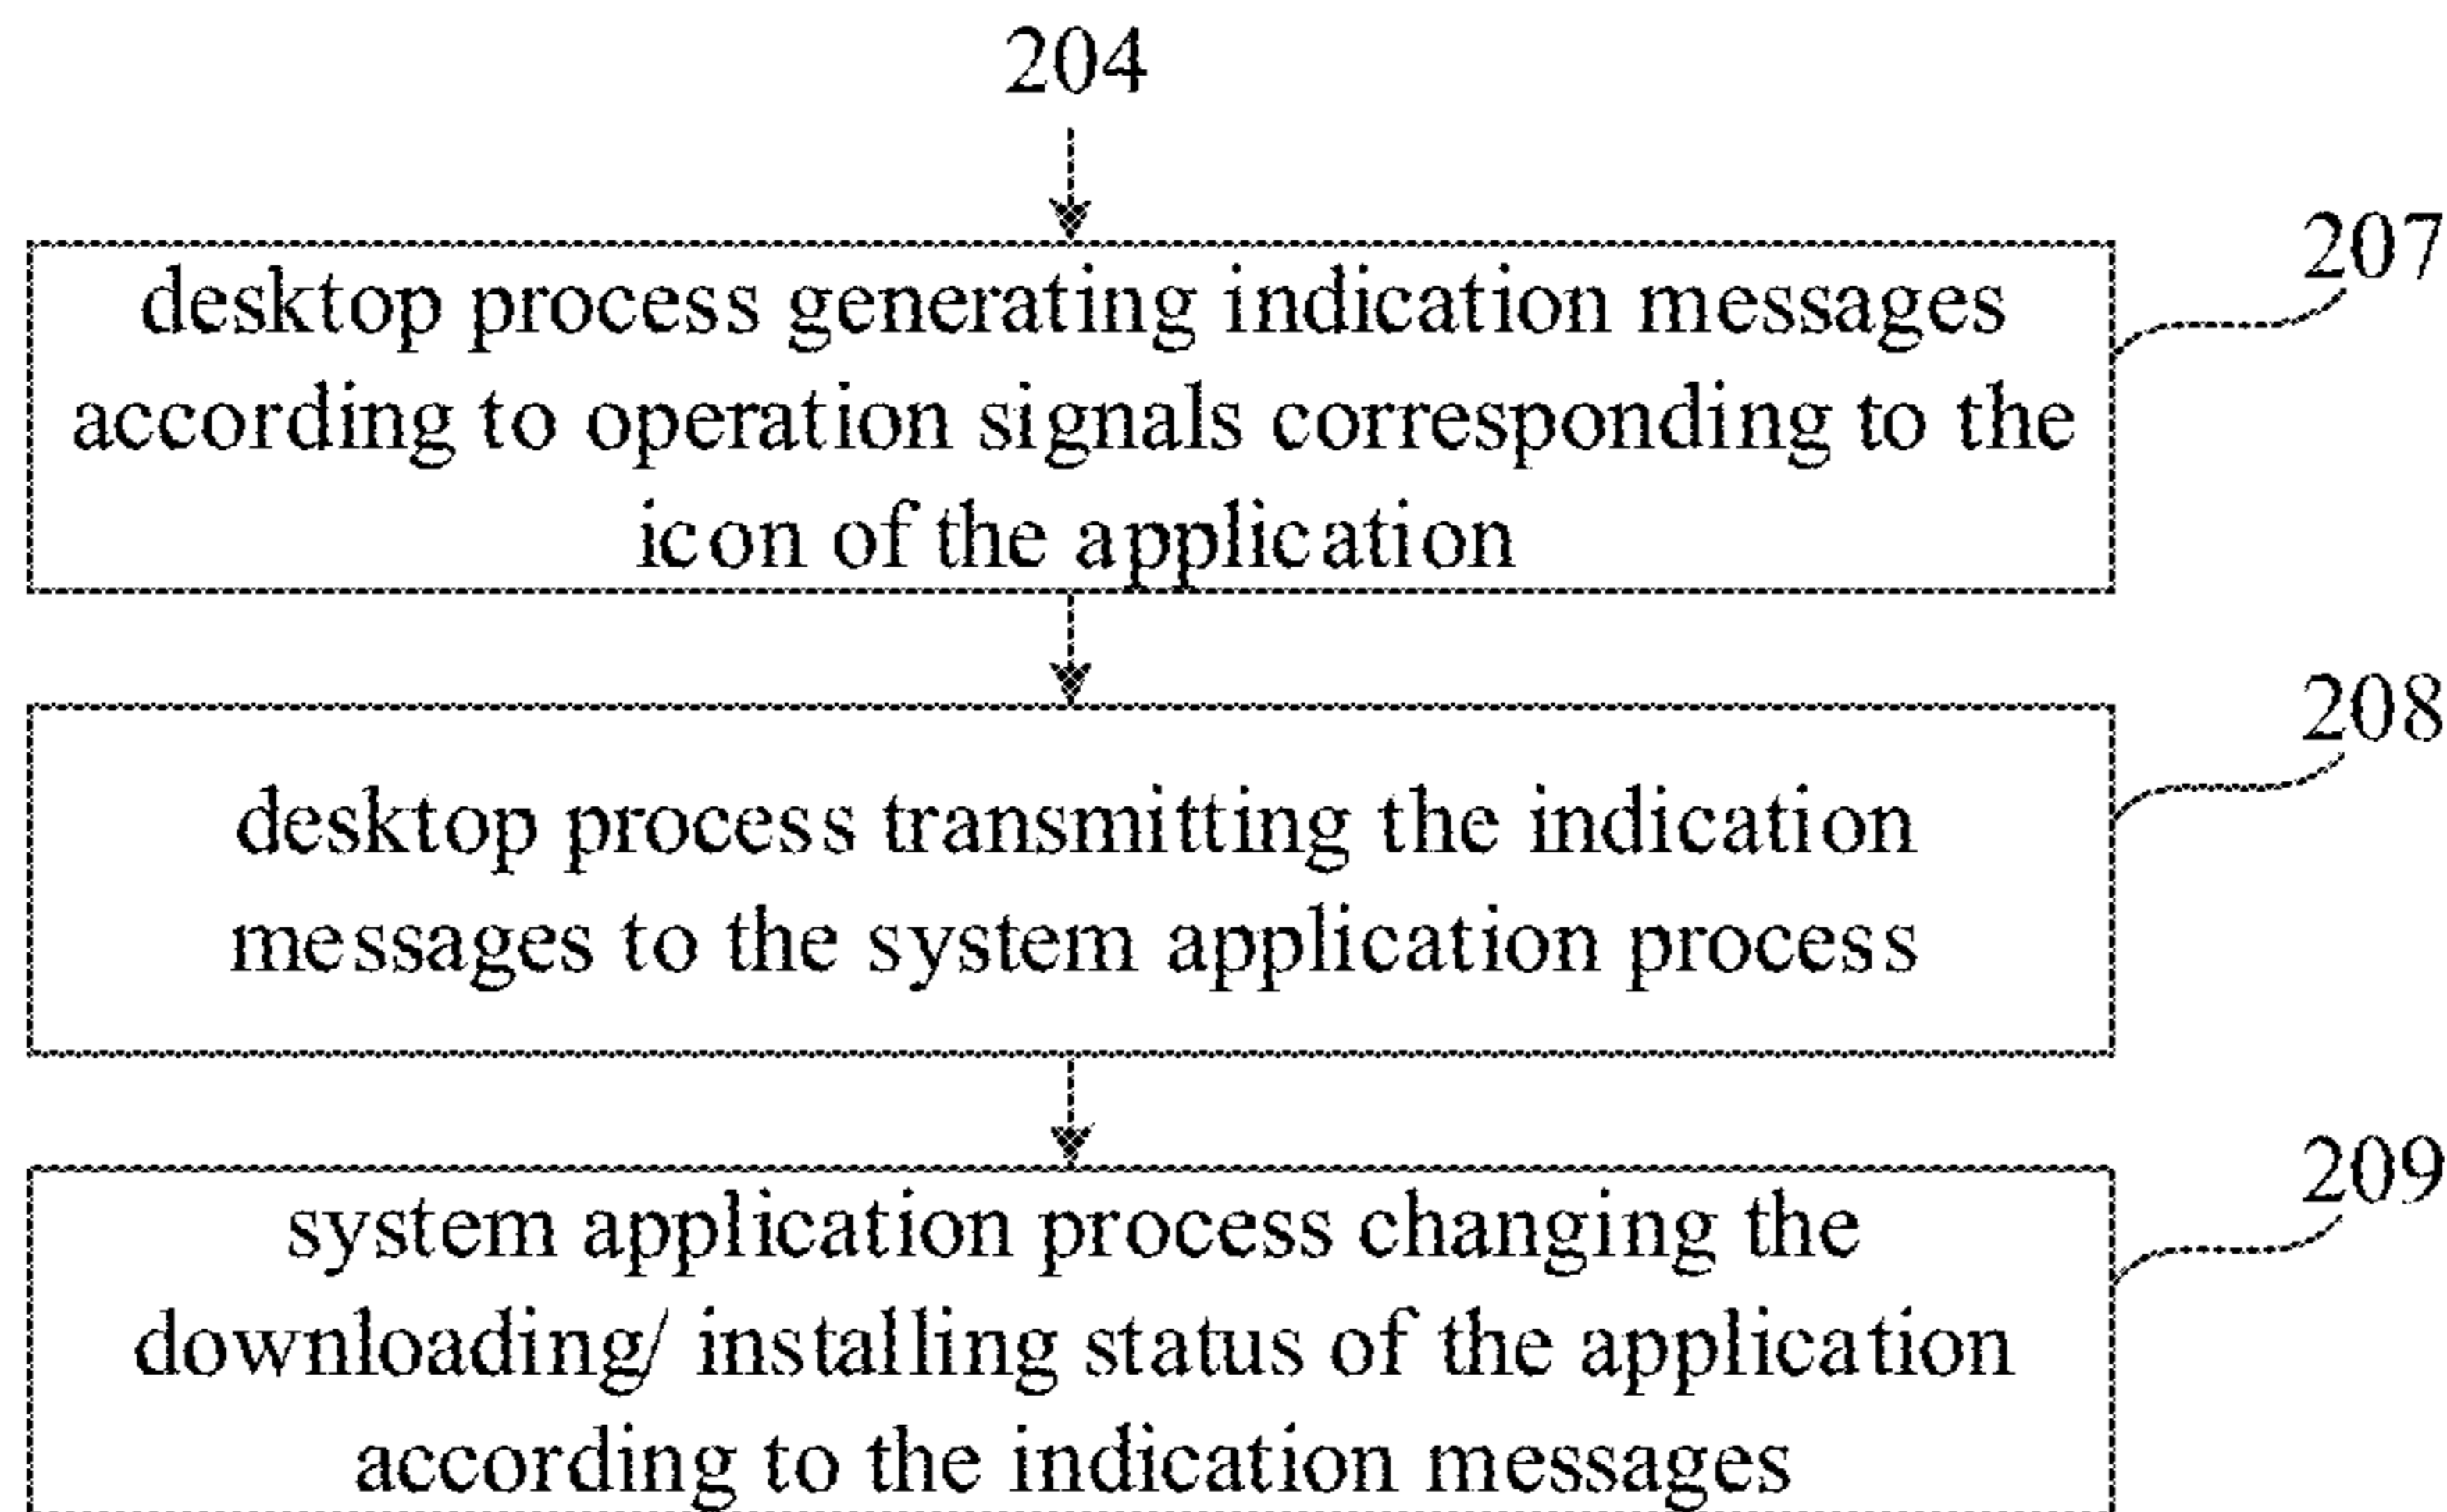 204
207
desktop process generating indication messages
according to operation signals corresponding to the
icon of the application
208
desktop process transmitting the indication
messages to the system application process
209
system application process changing the
downloading/ installing status of the application
according to the indication messages